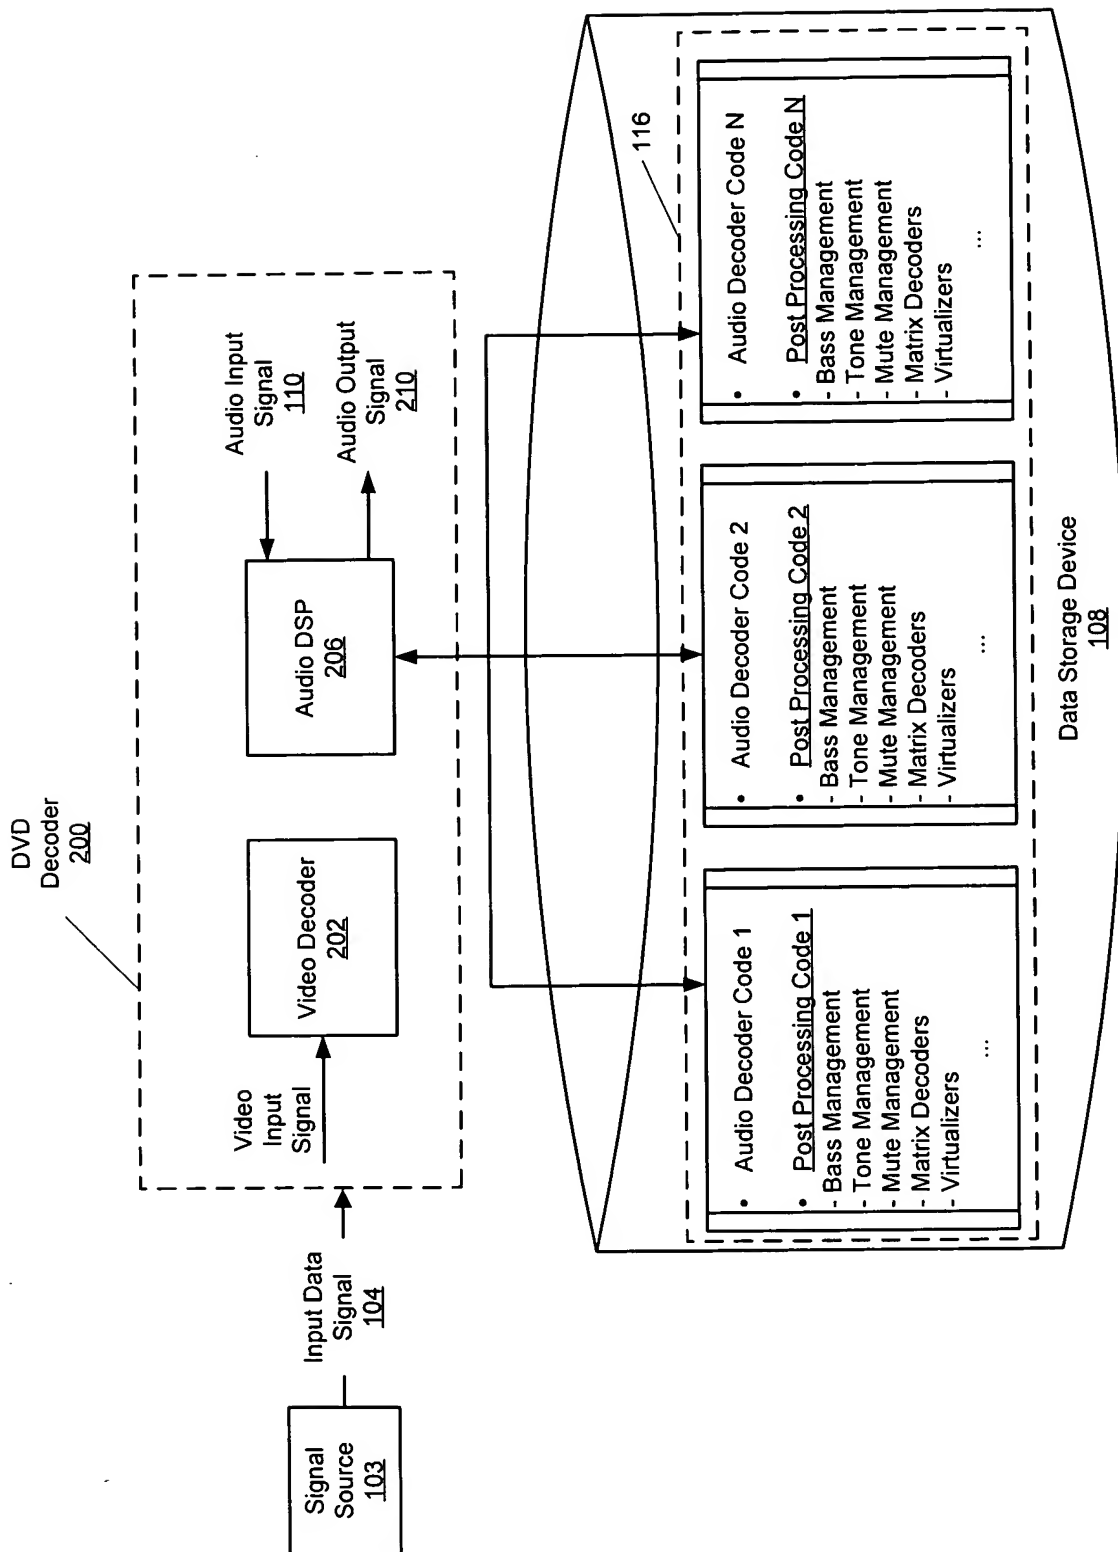 DVD
Decoder
200
Signal
Source
103
Input Data
Signal
104
Video
Input
Signal
Video Decoder
202
Audio DSP
206
Audio Input
Signal
110
Audio Output
Signal
210
116
• Audio Decoder Code 1
• Post Processing Code 1
- Bass Management
- Tone Management
- Mute Management
- Matrix Decoders
- Virtualizers
...
• Audio Decoder Code 2
• Post Processing Code 2
- Bass Management
- Tone Management
- Mute Management
- Matrix Decoders
- Virtualizers
...
• Audio Decoder Code N
• Post Processing Code N
- Bass Management
- Tone Management
- Mute Management
- Matrix Decoders
- Virtualizers
...
Data Storage Device
108